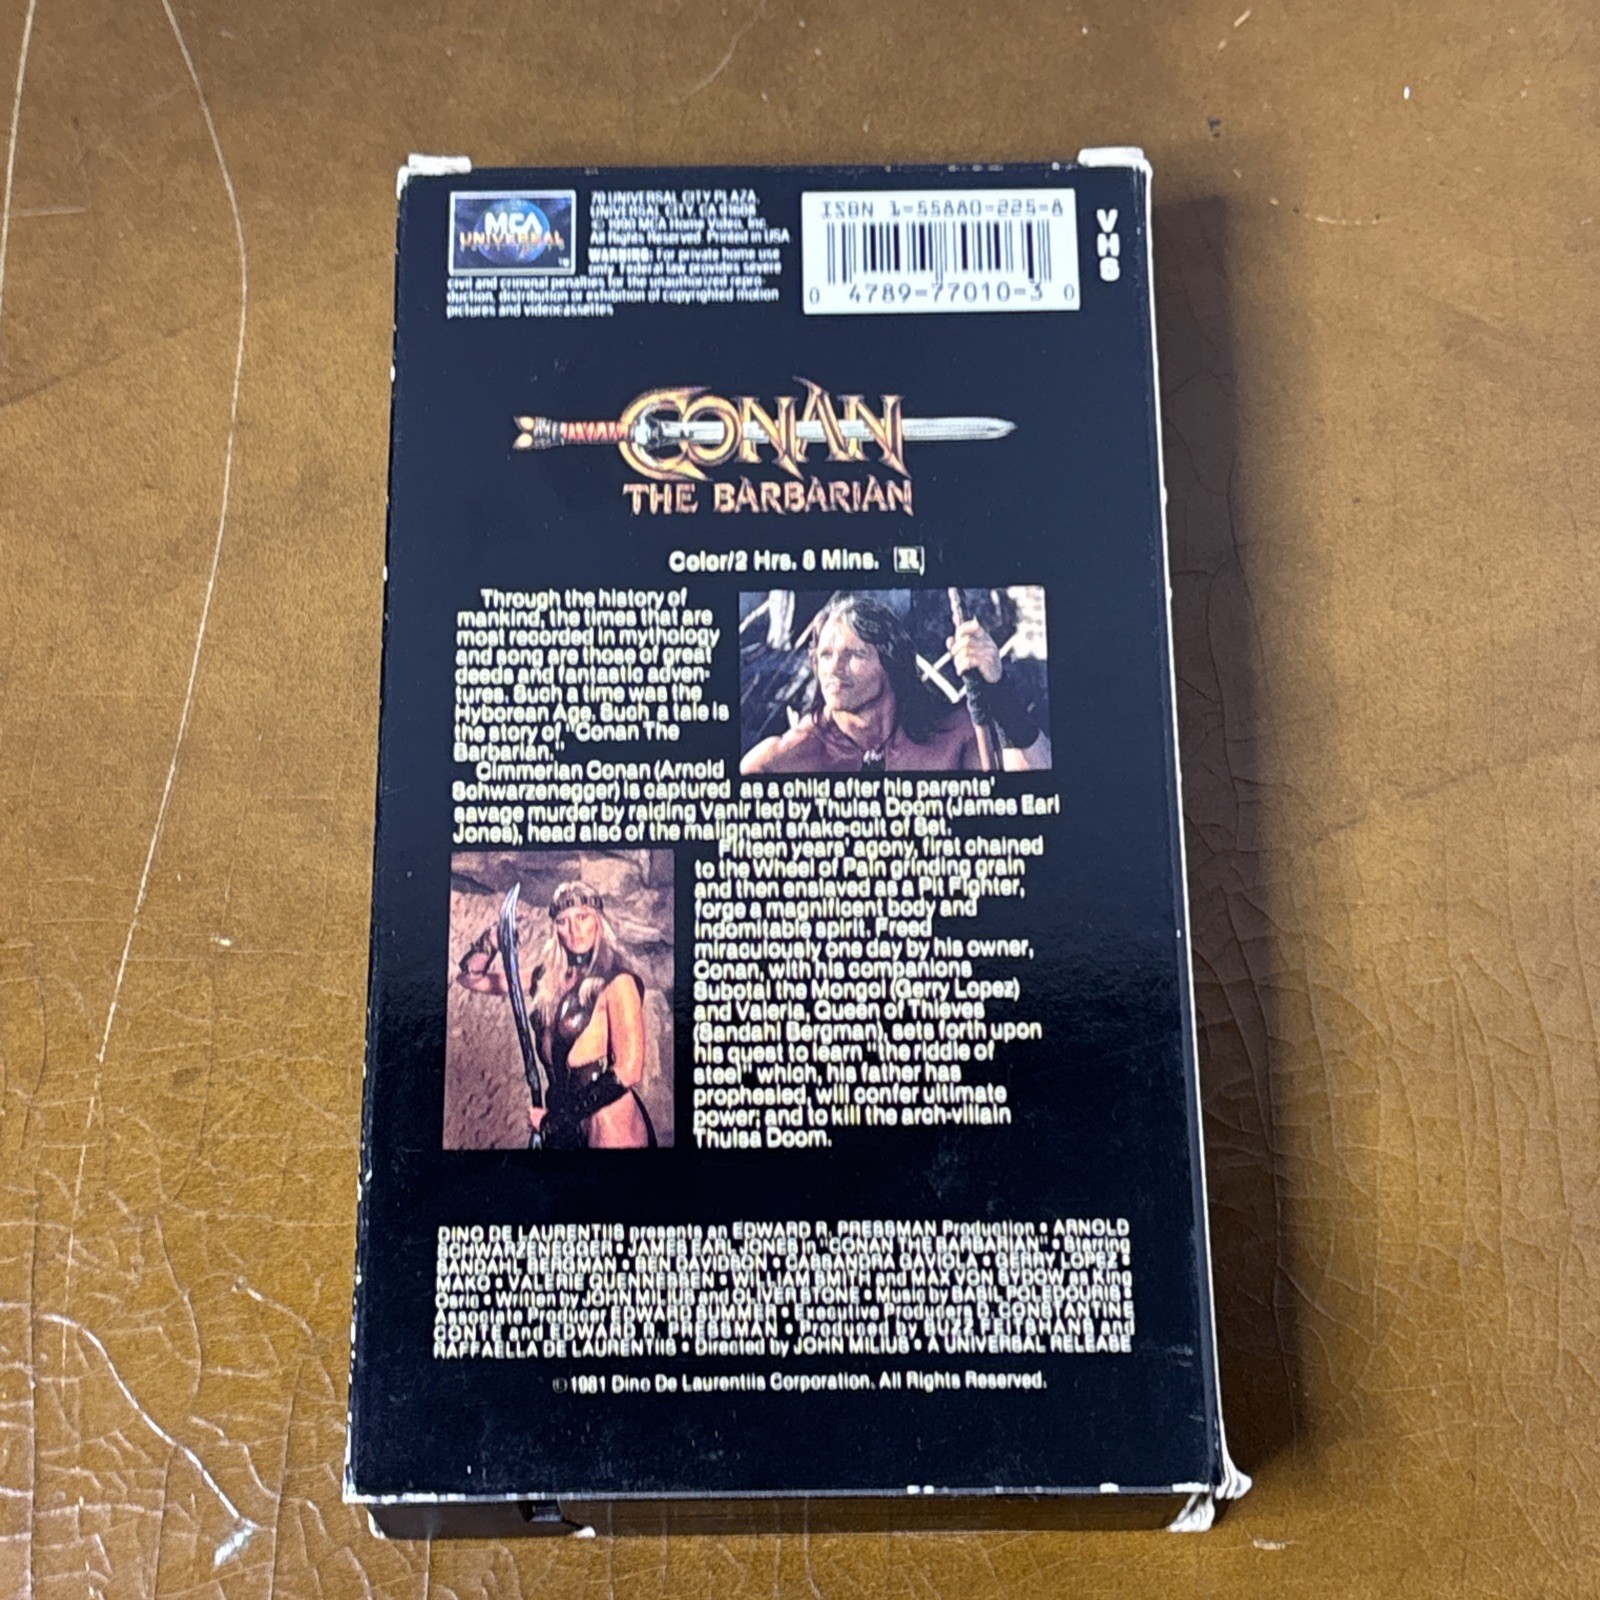 MCA
UNIVERSAL
TM
70 UNIVERSAL CITY PLAZA,
UNIVERSAL CITY, CA 91608
© 1990 MCA Home Video, Inc.
All Rights Reserved. Printed in USA
WARNING: For private home use
only. Federal law provides severe
civil and criminal penalties for the unauthorized repro-
duction, distribution or exhibition of copyrighted motion
pictures and videocassettes
ISBN 1-55880-225-8
0 4789-77010-3 0
VHS
CONAN
THE BARBARIAN
Color/2 Hrs. 8 Mins. R
Through the history of
mankind, the times that are
most recorded in mythology
and song are those of great
deeds and fantastic adven-
tures. Such a time was the
Hyborean Age. Such a tale is
the story of "Conan The
Barbarian."
Cimmerian Conan (Arnold
Schwarzenegger) is captured as a child after his parents'
savage murder by raiding Vanir led by Thulsa Doom (James Earl
Jones), head also of the malignant snake-cult of Set.
Fifteen years' agony, first chained
to the Wheel of Pain grinding grain
and then enslaved as a Pit Fighter,
forge a magnificent body and
indomitable spirit. Freed
miraculously one day by his owner,
Conan, with his companions
Subotai the Mongol (Gerry Lopez)
and Valeria, Queen of Thieves
(Sandahl Bergman), sets forth upon
his quest to learn "the riddle of
steel" which, his father has
prophesied, will confer ultimate
power; and to kill the arch-villain
Thulsa Doom.
DINO DE LAURENTIIS presents an EDWARD R. PRESSMAN Production • ARNOLD
SCHWARZENEGGER • JAMES EARL JONES in "CONAN THE BARBARIAN" • Starring
SANDAHL BERGMAN • BEN DAVIDSON • CASSANDRA GAVIOLA • GERRY LOPEZ •
MAKO • VALERIE QUENNESSEN • WILLIAM SMITH and MAX VON SYDOW as King
Osric • Written by JOHN MILIUS and OLIVER STONE • Music by BASIL POLEDOURIS •
Associate Producer EDWARD SUMMER • Executive Producers D. CONSTANTINE
CONTE and EDWARD R. PRESSMAN • Produced by BUZZ FEITSHANS and
RAFFAELLA DE LAURENTIIS • Directed by JOHN MILIUS • A UNIVERSAL RELEASE
© 1981 Dino De Laurentiis Corporation. All Rights Reserved.